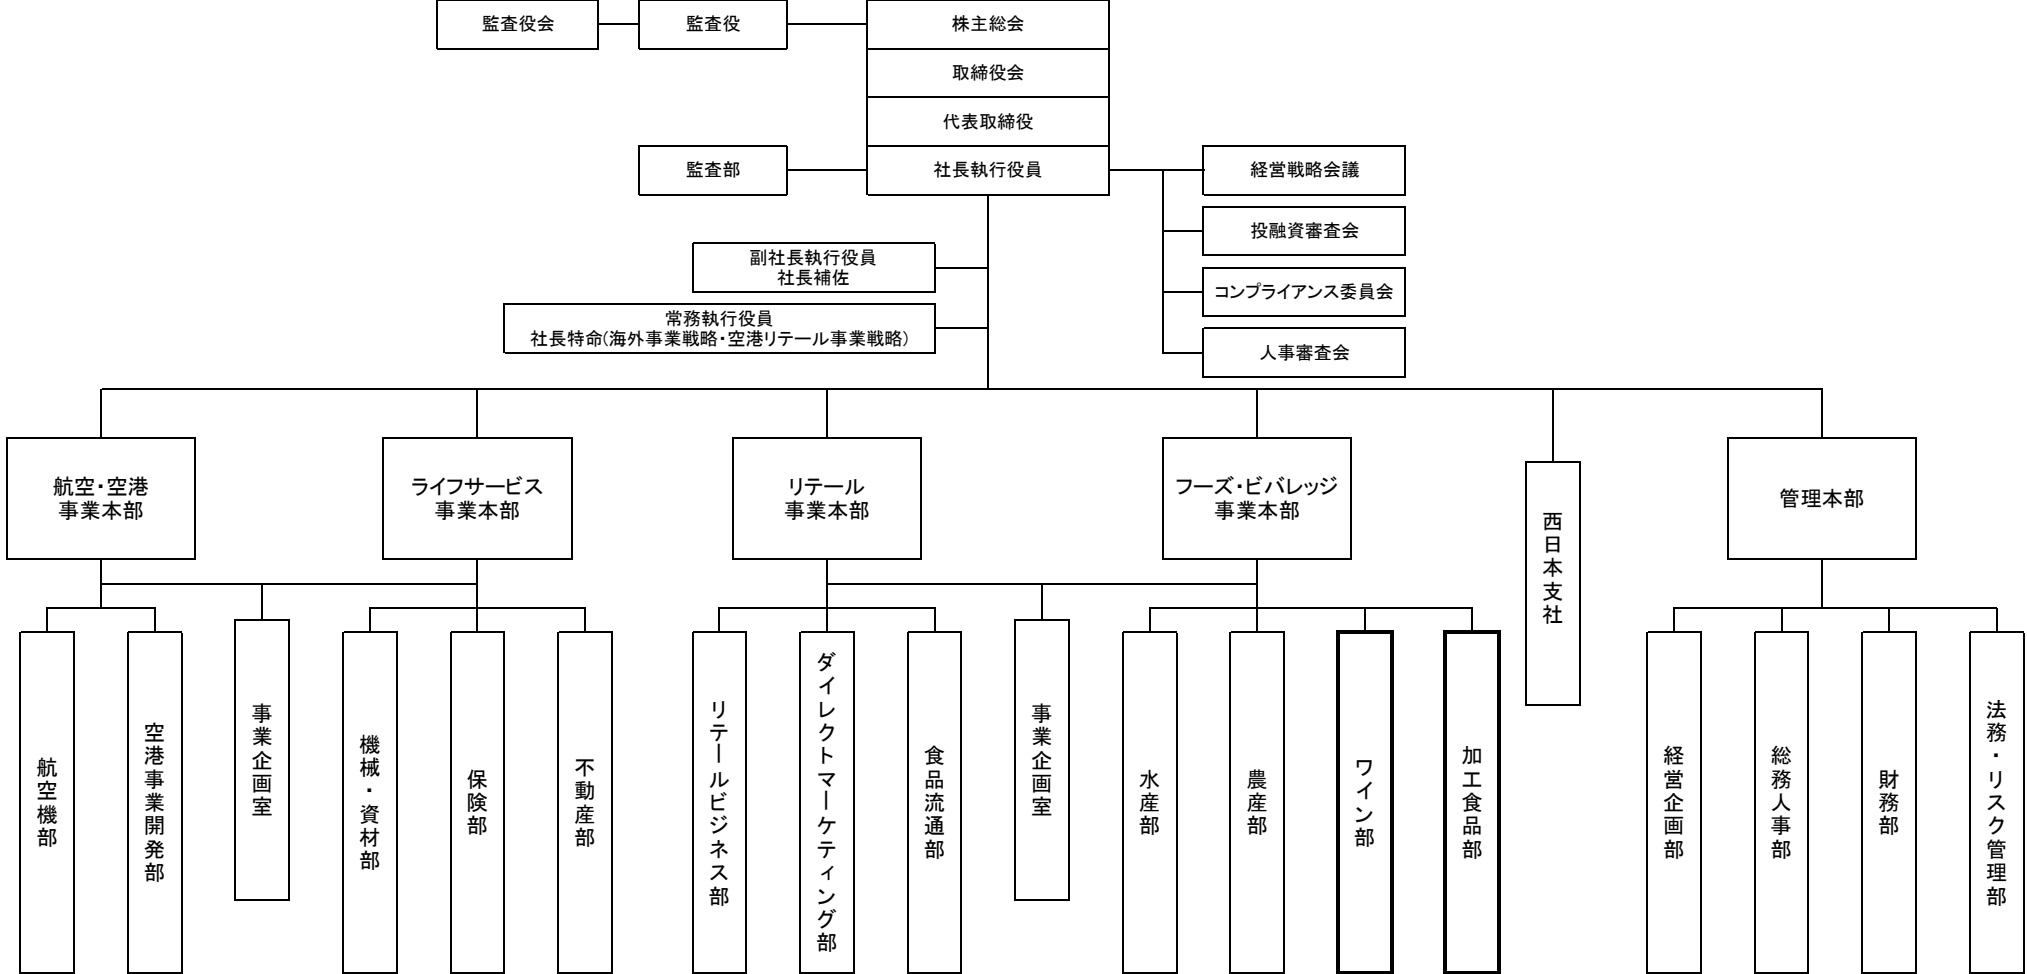 監査役会
監査役
株主総会
取締役会
代表取締役
監査部
社長執行役員
経営戦略会議
投融資審査会
コンプライアンス委員会
人事審査会
副社長執行役員
社長補佐
常務執行役員
社長特命(海外事業戦略・空港リテール事業戦略)
航空・空港
事業本部
ライフサービス
事業本部
リテール
事業本部
フーズ・ビバレッジ
事業本部
西日本支社
管理本部
航空機部
空港事業開発部
事業企画室
機械・資材部
保険部
不動産部
リテールビジネス部
ダイレクトマーケティング部
食品流通部
事業企画室
水産部
農産部
ワイン部
加工食品部
経営企画部
総務人事部
財務部
法務・リスク管理部